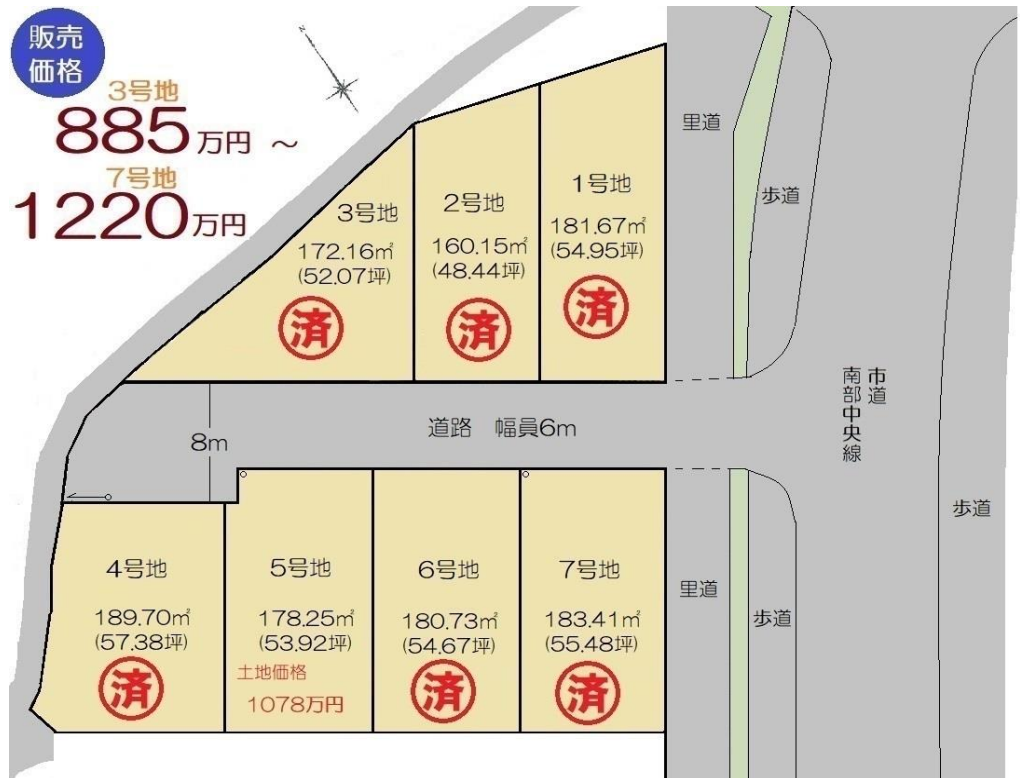 販売
価格
3号地
885万円 ~
7号地
1220万円
1号地
181.67㎡
(54.95坪)
済
2号地
160.15㎡
(48.44坪)
済
3号地
172.16㎡
(52.07坪)
済
里道
歩道
道路 幅員6m
8m
市道
南部中央線
歩道
4号地
189.70㎡
(57.38坪)
済
5号地
178.25㎡
(53.92坪)
土地価格
1078万円
6号地
180.73㎡
(54.67坪)
済
7号地
183.41㎡
(55.48坪)
済
里道
歩道